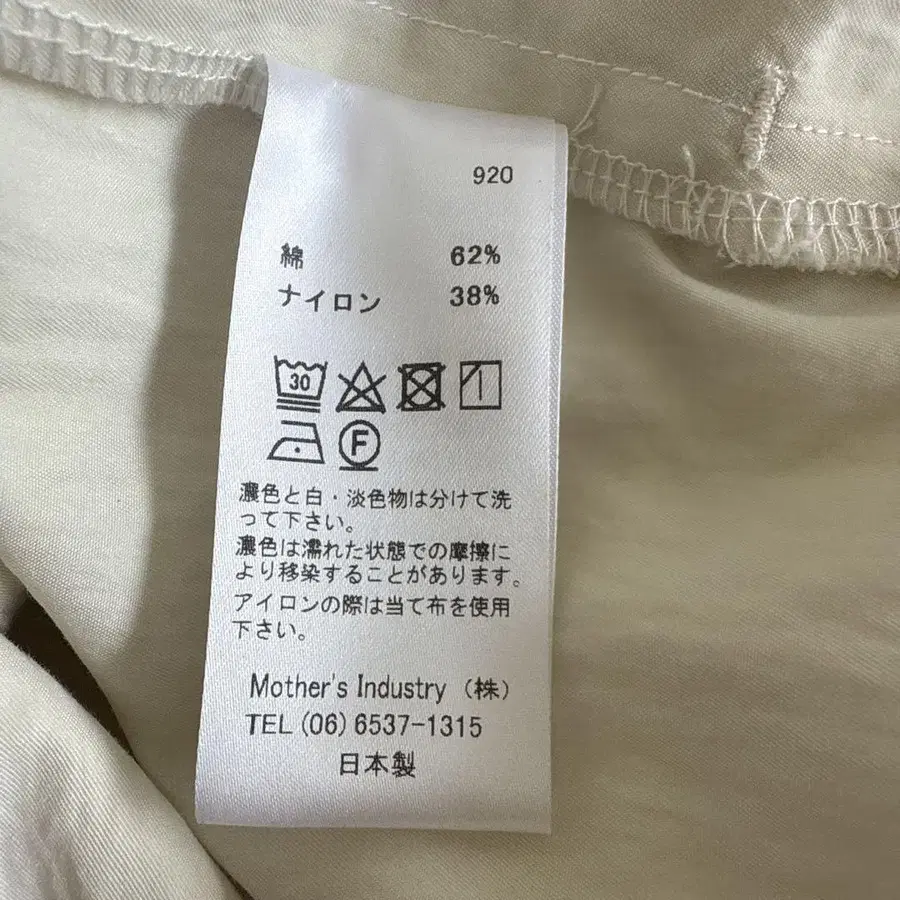 920
綿 62%
ナイロン 38%
30
F
濃色と白・淡色物は分けて洗
って下さい。
濃色は濡れた状態での摩擦に
より移染することがあります。
アイロンの際は当て布を使用
下さい。
Mother's Industry (株)
TEL (06) 6537-1315
日本製